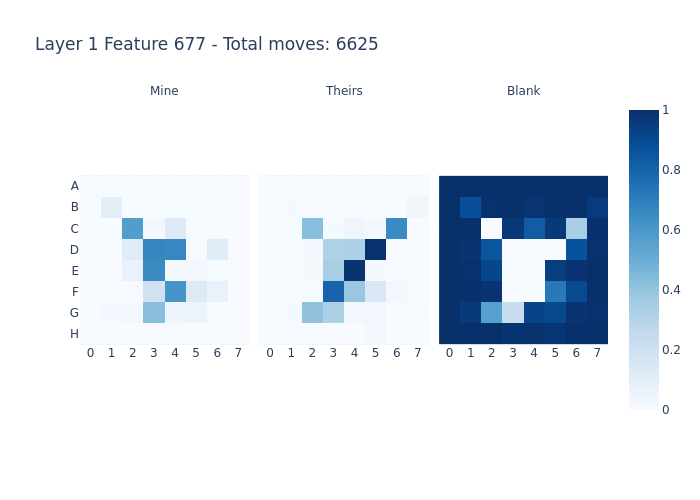 Layer 1 Feature 677 - Total moves: 6625
Mine Theirs Blank
A
B
C
D
E
F
G
H
0 1 2 3 4 5 6 7 0 1 2 3 4 5 6 7 0 1 2 3 4 5 6 7
1
0.8
0.6
0.4
0.2
0